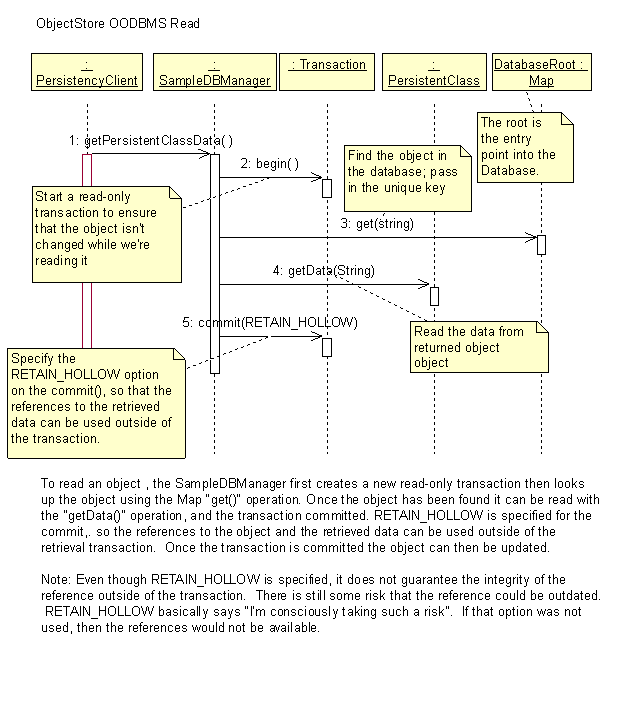 ObjectStore OODBMS Read
:
PersistencyClient
:
SampleDBManager
: Transaction
:
PersistentClass
DatabaseRoot :
Map
The root is
the entry
point into the
Database.
1: getPersistentClassData( )
2: begin( )
Find the object in
the database; pass
in the unique key
Start a read-only
transaction to ensure
that the object isn't
changed while we're
reading it
3: get(string)
4: getData(String)
5: commit(RETAIN_HOLLOW)
Read the data from
returned object
object
Specify the
RETAIN_HOLLOW option
on the commit(), so that the
references to the retrieved
data can be used outside of
the transaction.
To read an object , the SampleDBManager first creates a new read-only transaction then looks
up the object using the Map "get()" operation. Once the object has been found it can be read with
the "getData()" operation, and the transaction committed. RETAIN_HOLLOW is specified for the
commit,. so the references to the object and the retrieved data can be used outside of the
retrieval transaction.  Once the transaction is committed the object can then be updated.
Note: Even though RETAIN_HOLLOW is specified, it does not guarantee the integrity of the
reference outside of the transaction.  There is still some risk that the reference could be outdated.
RETAIN_HOLLOW basically says "I'm consciously taking such a risk".  If that option was not
used, then the references would not be available.